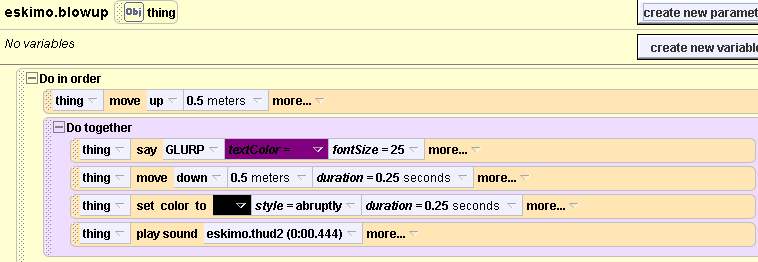 eskimo.blowup Obj thing create new paramet
No variables create new variable
Do in order
thing move up 0.5 meters more...
Do together
thing say GLURP textColor = fontSize = 25 more...
thing move down 0.5 meters duration = 0.25 seconds more...
thing set color to style = abruptly duration = 0.25 seconds more...
thing play sound eskimo.thud2 (0:00.444) more...